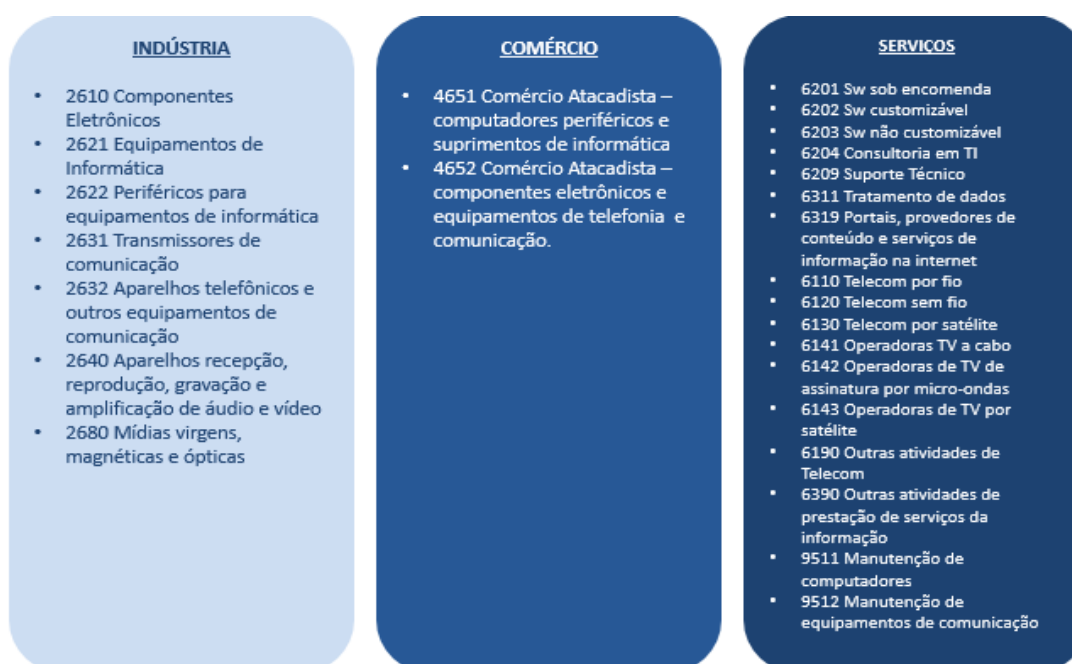 INDÚSTRIA
• 2610 Componentes
Eletrônicos
• 2621 Equipamentos de
Informática
• 2622 Periféricos para
equipamentos de informática
• 2631 Transmissores de
comunicação
• 2632 Aparelhos telefônicos e
outros equipamentos de
comunicação
• 2640 Aparelhos recepção,
reprodução, gravação e
amplificação de áudio e vídeo
• 2680 Mídias virgens,
magnéticas e ópticas
COMÉRCIO
• 4651 Comércio Atacadista –
computadores periféricos e
suprimentos de informática
• 4652 Comércio Atacadista –
componentes eletrônicos e
equipamentos de telefonia e
comunicação.
SERVIÇOS
▪ 6201 Sw sob encomenda
▪ 6202 Sw customizável
▪ 6203 Sw não customizável
▪ 6204 Consultoria em TI
▪ 6209 Suporte Técnico
▪ 6311 Tratamento de dados
▪ 6319 Portais, provedores de
conteúdo e serviços de
informação na internet
▪ 6110 Telecom por fio
▪ 6120 Telecom sem fio
▪ 6130 Telecom por satélite
▪ 6141 Operadoras TV a cabo
▪ 6142 Operadoras de TV de
assinatura por micro-ondas
▪ 6143 Operadoras de TV por
satélite
▪ 6190 Outras atividades de
Telecom
▪ 6390 Outras atividades de
prestação de serviços da
informação
▪ 9511 Manutenção de
computadores
▪ 9512 Manutenção de
equipamentos de comunicação